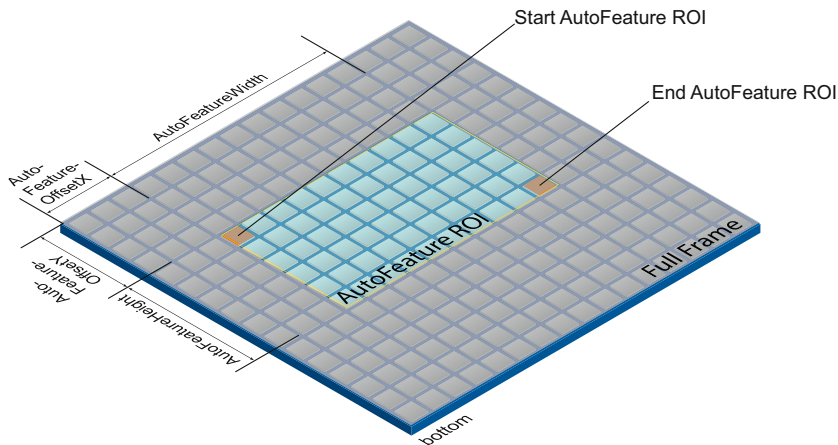 Start AutoFeature ROI
End AutoFeature ROI
AutoFeatureWidth
Auto-
Feature-
OffsetX
Auto-
Feature-
OffsetY
AutoFeatureHeight
AutoFeature ROI
Full Frame
bottom